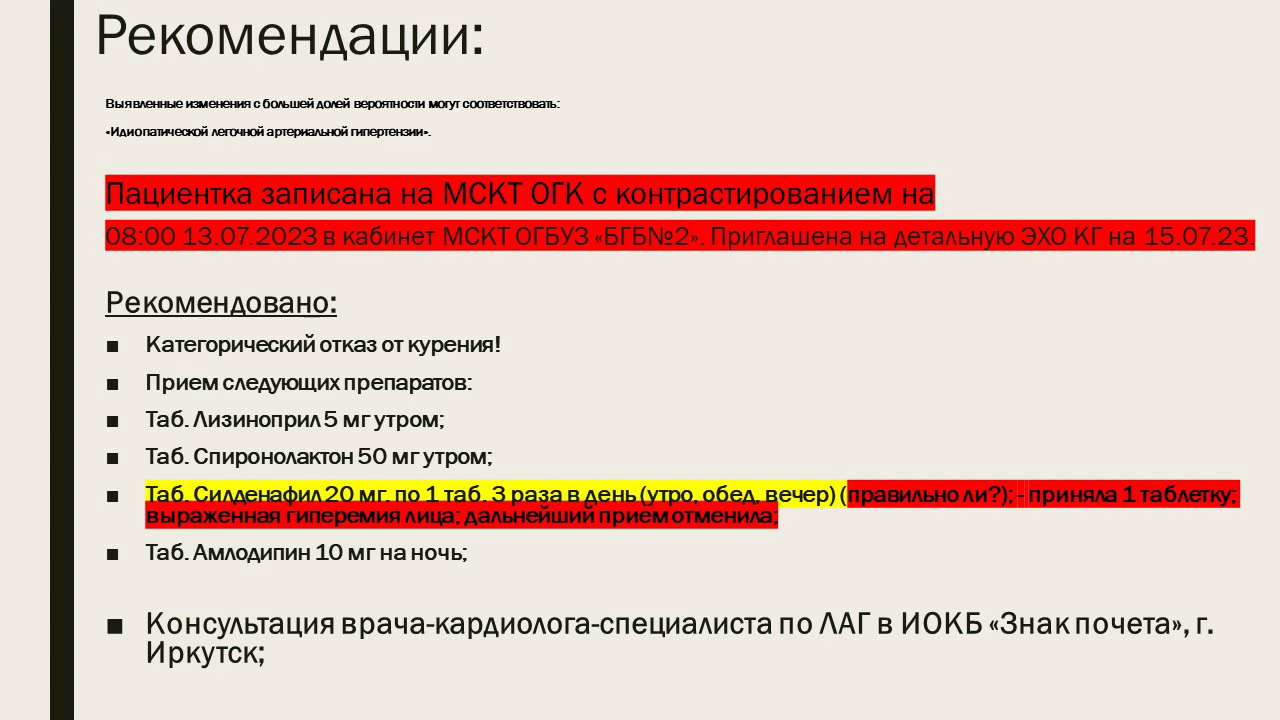 Рекомендации:
Выявленные изменения с большей долей вероятности могут соответствовать:
«Идиопатической легочной артериальной гипертензии».
Пациентка записана на МСКТ ОГК с контрастированием на
08:00 13.07.2023 в кабинет МСКТ ОГБУЗ «БГБ№2». Приглашена на детальную ЭХО КГ на 15.07.23.
Рекомендовано:
■ Категорический отказ от курения!
■ Прием следующих препаратов:
■ Таб. Лизиноприл 5 мг утром;
■ Таб. Спиронолактон 50 мг утром;
■ Таб. Силденафил 20 мг. по 1 таб. 3 раза в день (утро, обед, вечер) (правильно ли?); - приняла 1 таблетку;
выраженная гиперемия лица; дальнейший прием отменила;
■ Таб. Амлодипин 10 мг на ночь;
■ Консультация врача-кардиолога-специалиста по ЛАГ в ИОКБ «Знак почета», г.
Иркутск;